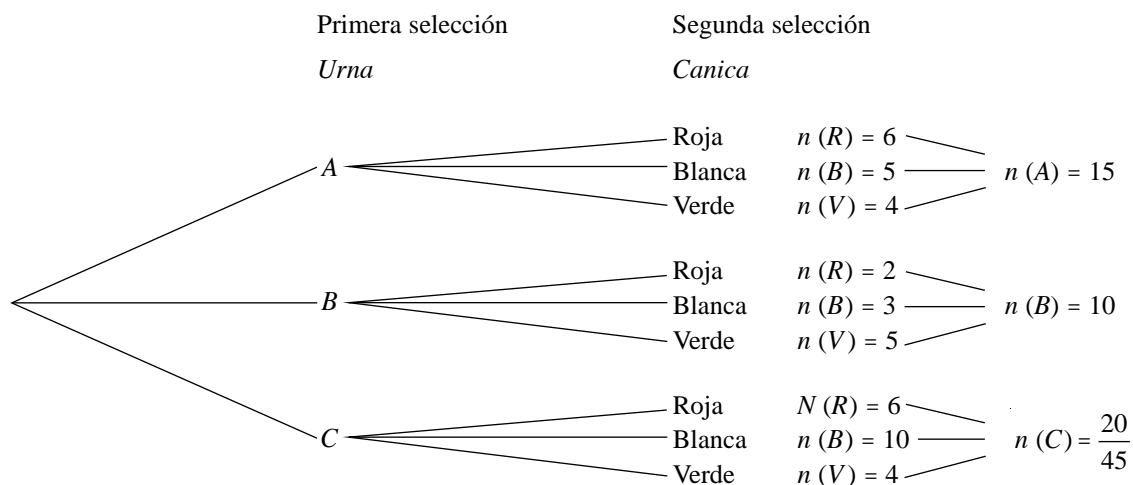 Primera selección Segunda selección
Urna Canica
Roja n (R) = 6
A Blanca n (B) = 5 n (A) = 15
Verde n (V) = 4
Roja n (R) = 2
B Blanca n (B) = 3 n (B) = 10
Verde n (V) = 5
Roja N (R) = 6
C Blanca n (B) = 10 n (C) = 20/45
Verde n (V) = 4